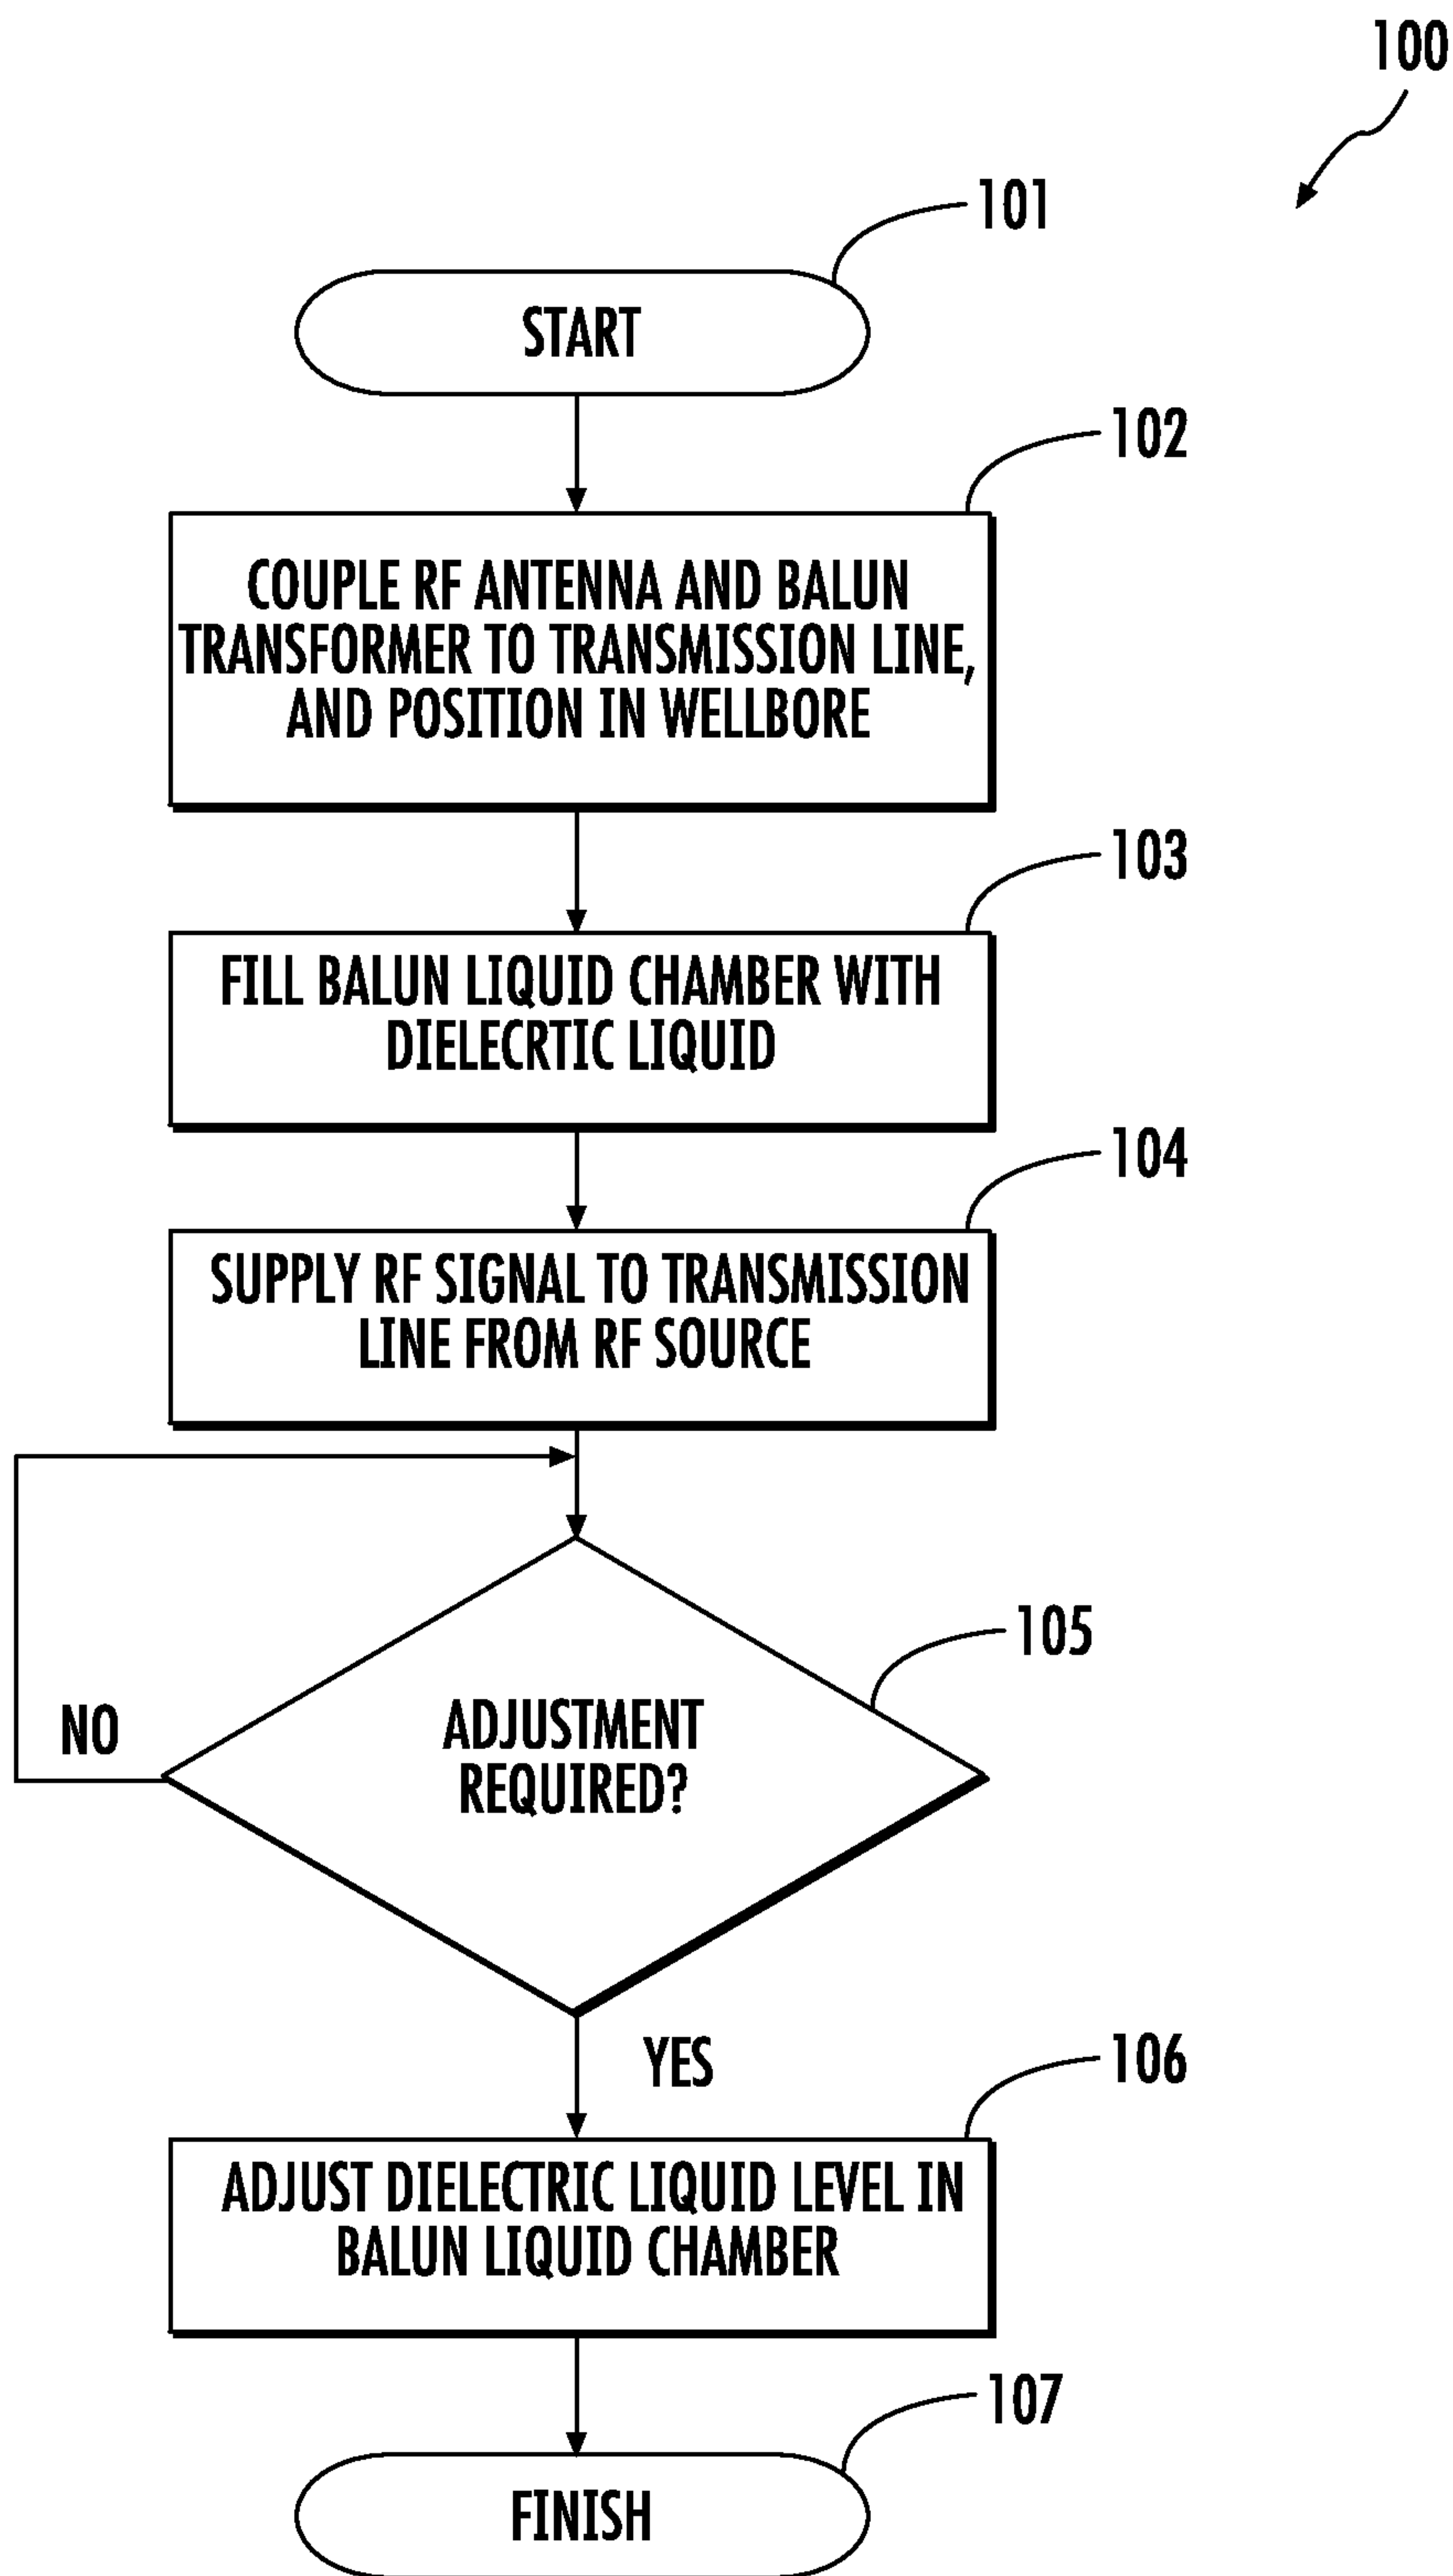 100
101
START
102
COUPLE RF ANTENNA AND BALUN
TRANSFORMER TO TRANSMISSION LINE,
AND POSITION IN WELLBORE
103
FILL BALUN LIQUID CHAMBER WITH
DIELECRTIC LIQUID
104
SUPPLY RF SIGNAL TO TRANSMISSION
LINE FROM RF SOURCE
105
ADJUSTMENT
REQUIRED?
NO
YES
106
ADJUST DIELECTRIC LIQUID LEVEL IN
BALUN LIQUID CHAMBER
107
FINISH